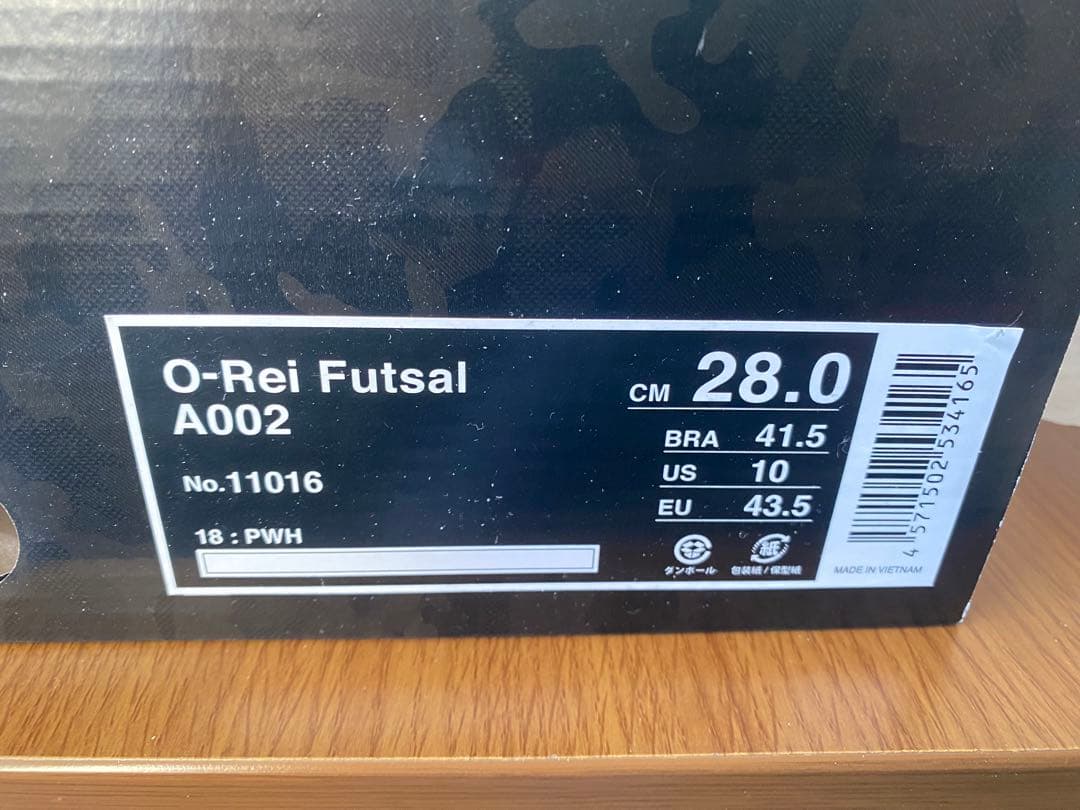 O-Rei Futsal
A002
No.11016
18 : PWH
CM 28.0
BRA 41.5
US 10
EU 43.5
紙
ダンボール 包装紙/保型紙
4 571502 534165
MADE IN VIETNAM